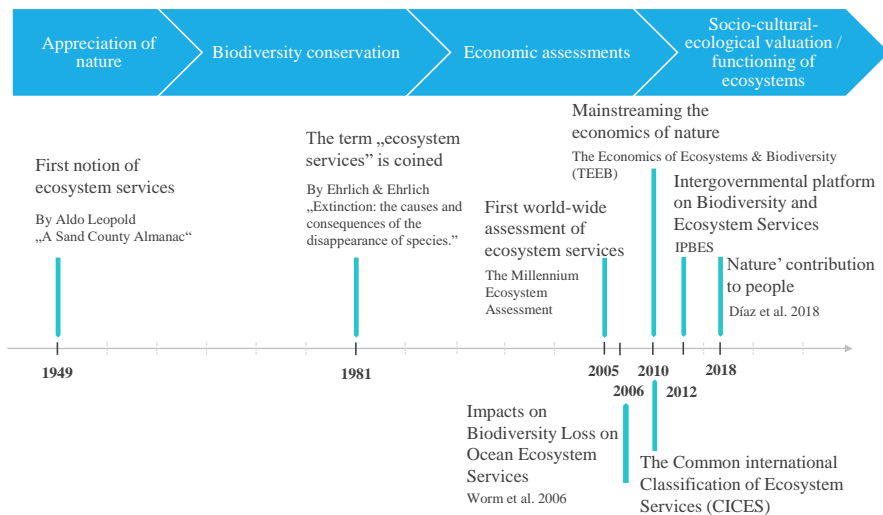 Appreciation of
nature
Biodiversity conservation
Economic assessments
Socio-cultural-
ecological valuation /
functioning of
ecosystems
First notion of
ecosystem services
By Aldo Leopold
„A Sand County Almanac“
The term „ecosystem
services” is coined
By Ehrlich & Ehrlich
„Extinction: the causes and
consequences of the
disappearance of species.”
First world-wide
assessment of
ecosystem services
The Millennium
Ecosystem
Assessment
Mainstreaming the
economics of nature
The Economics of Ecosystems & Biodiversity
(TEEB)
Intergovernmental platform
on Biodiversity and
Ecosystem Services
IPBES
Nature’ contribution
to people
Díaz et al. 2018
1949
1981
2005
2006
2010
2012
2018
Impacts on
Biodiversity Loss on
Ocean Ecosystem
Services
Worm et al. 2006
The Common international
Classification of Ecosystem
Services (CICES)